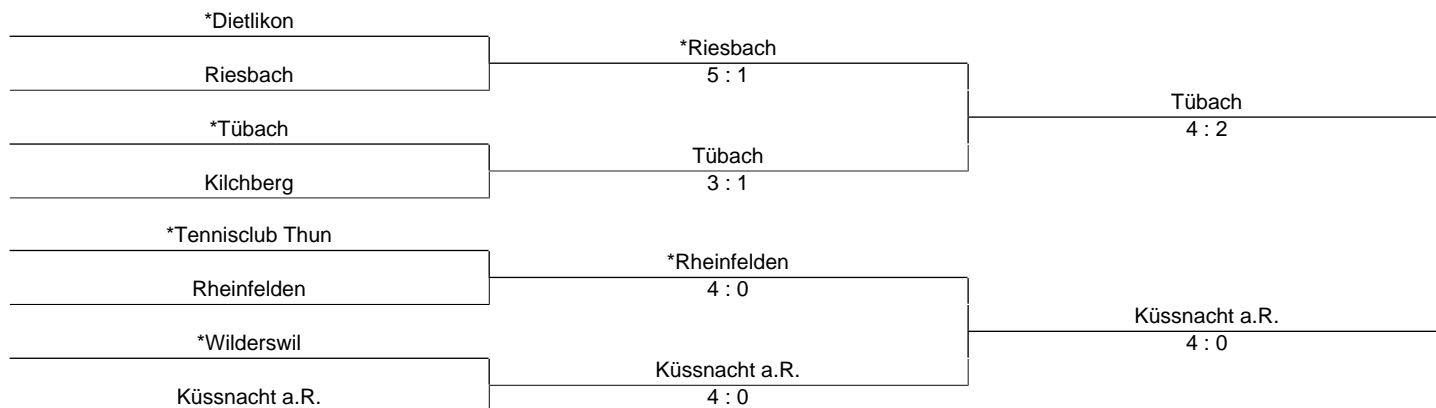 *Dietlikon
*Riesbach
Riesbach
5 : 1
Tübach
*Tübach
4 : 2
Tübach
Kilchberg
3 : 1
*Tennisclub Thun
*Rheinfelden
Rheinfelden
4 : 0
Küssnacht a.R.
*Wilderswil
4 : 0
Küssnacht a.R.
Küssnacht a.R.
4 : 0